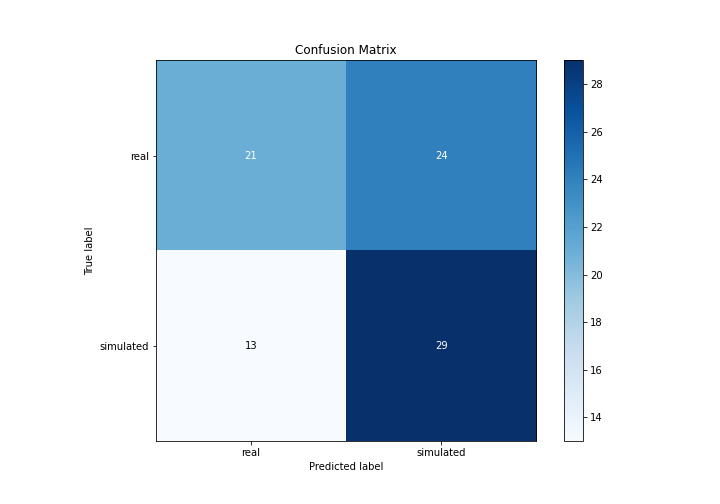 Confusion Matrix
True label
real
simulated
21
24
13
29
real
simulated
Predicted label
28
26
24
22
20
18
16
14